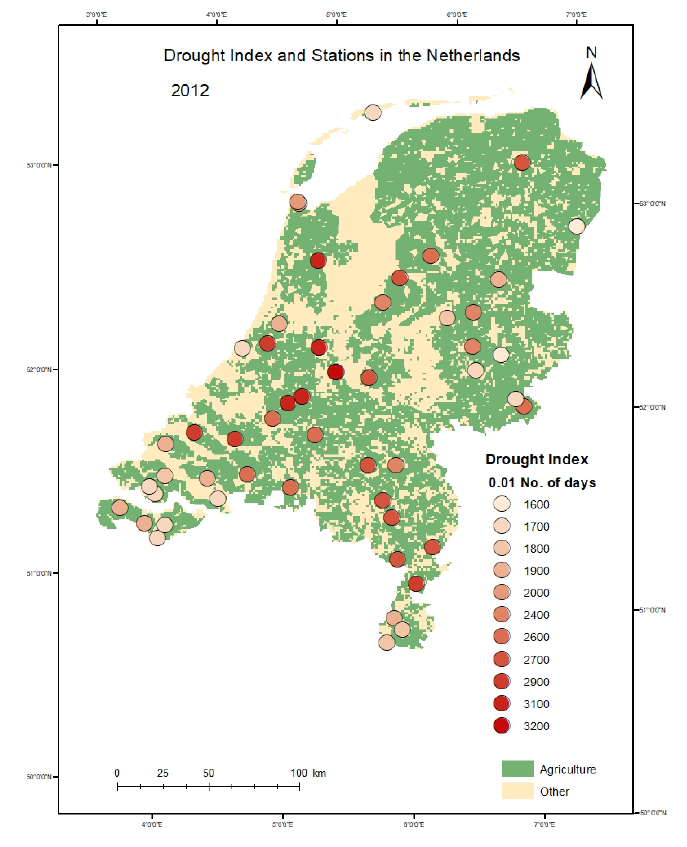 3°0'0"E 4°0'0"E 5°0'0"E 6°0'0"E 7°0'0"E
Drought Index and Stations in the Netherlands
N
2012
53°0'0"N
53°0'0"N
52°0'0"N
52°0'0"N
Drought Index
0.01 No. of days
1600
1700
1800
1900
2000
2400
2600
2700
2900
3100
3200
51°0'0"N
51°0'0"N
Agriculture
Other
0 25 50 100 km
50°0'0"N
50°0'0"N
4°0'0"E 5°0'0"E 6°0'0"E 7°0'0"E